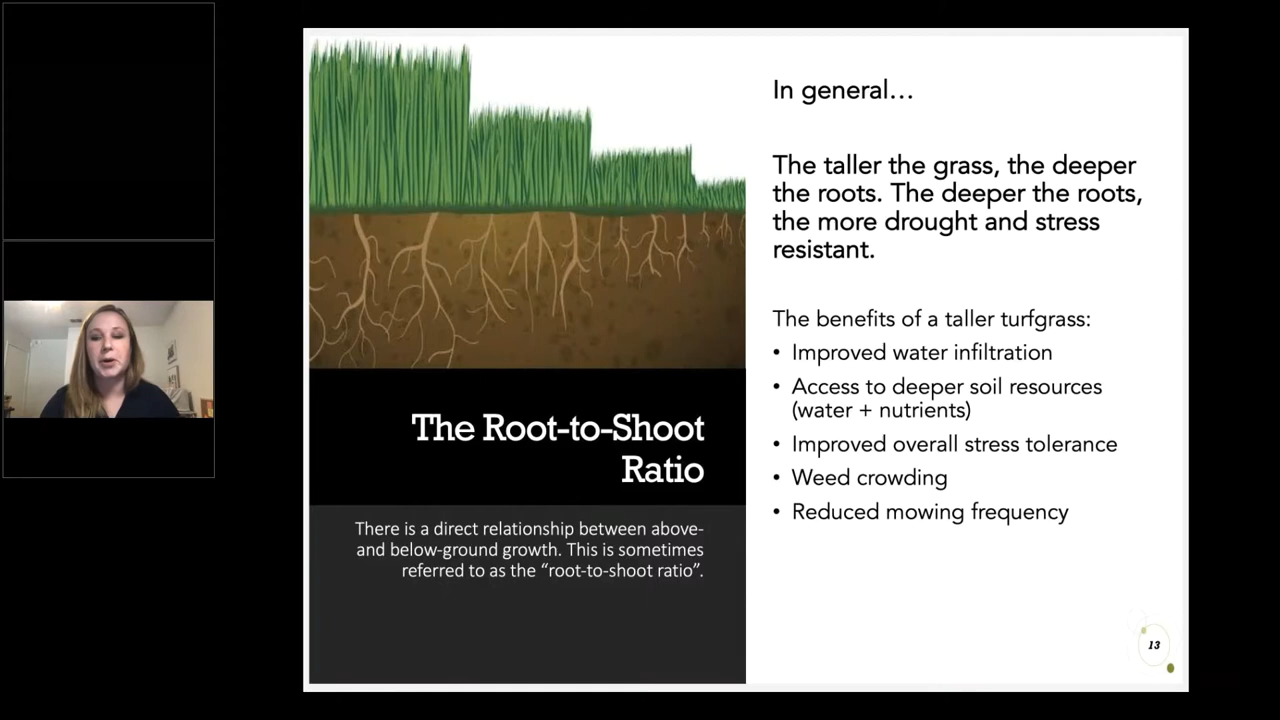 The Root-to-Shoot
Ratio
There is a direct relationship between above-
and below-ground growth. This is sometimes
referred to as the “root-to-shoot ratio”.
In general…
The taller the grass, the deeper
the roots. The deeper the roots,
the more drought and stress
resistant.
The benefits of a taller turfgrass:
• Improved water infiltration
• Access to deeper soil resources
(water + nutrients)
• Improved overall stress tolerance
• Weed crowding
• Reduced mowing frequency
13